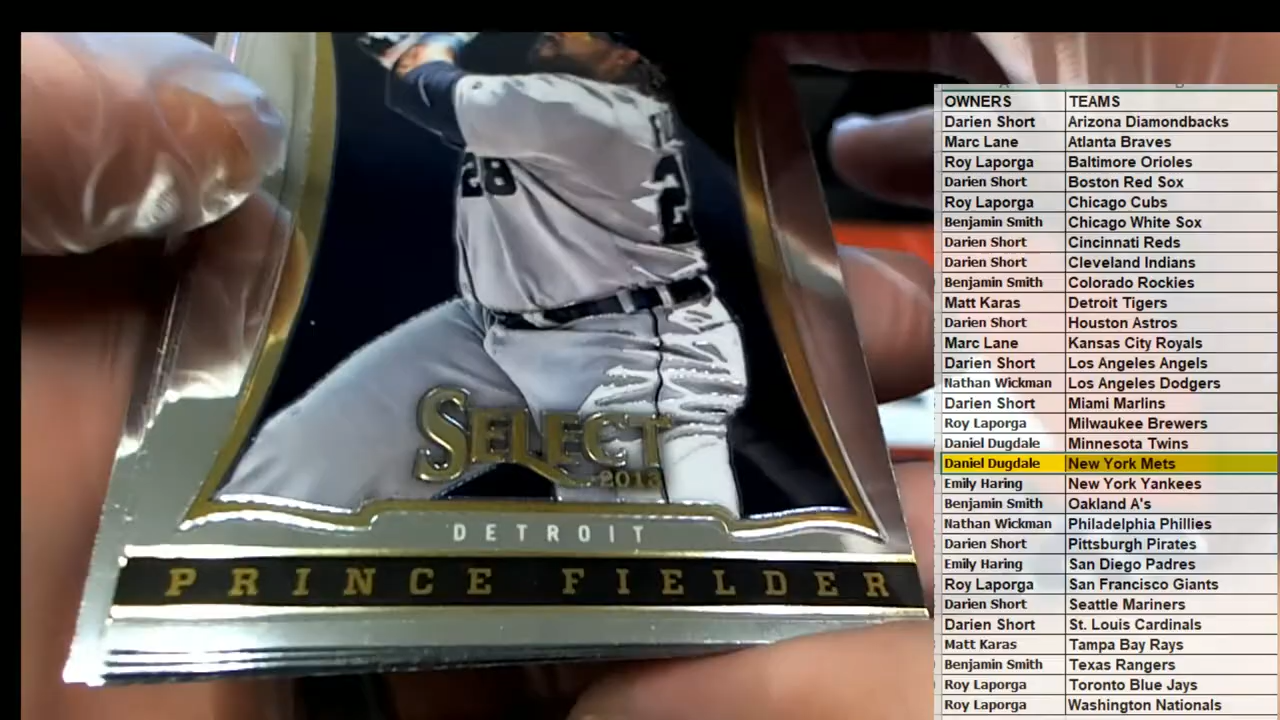 28
2
SELECT
2013
DETROIT
PRINCE FIELDER
OWNERS TEAMS
Darien Short Arizona Diamondbacks
Marc Lane Atlanta Braves
Roy Laporga Baltimore Orioles
Darien Short Boston Red Sox
Roy Laporga Chicago Cubs
Benjamin Smith Chicago White Sox
Darien Short Cincinnati Reds
Darien Short Cleveland Indians
Benjamin Smith Colorado Rockies
Matt Karas Detroit Tigers
Darien Short Houston Astros
Marc Lane Kansas City Royals
Darien Short Los Angeles Angels
Nathan Wickman Los Angeles Dodgers
Darien Short Miami Marlins
Roy Laporga Milwaukee Brewers
Daniel Dugdale Minnesota Twins
Daniel Dugdale New York Mets
Emily Haring New York Yankees
Benjamin Smith Oakland A's
Nathan Wickman Philadelphia Phillies
Darien Short Pittsburgh Pirates
Emily Haring San Diego Padres
Roy Laporga San Francisco Giants
Darien Short Seattle Mariners
Darien Short St. Louis Cardinals
Matt Karas Tampa Bay Rays
Benjamin Smith Texas Rangers
Roy Laporga Toronto Blue Jays
Roy Laporga Washington Nationals